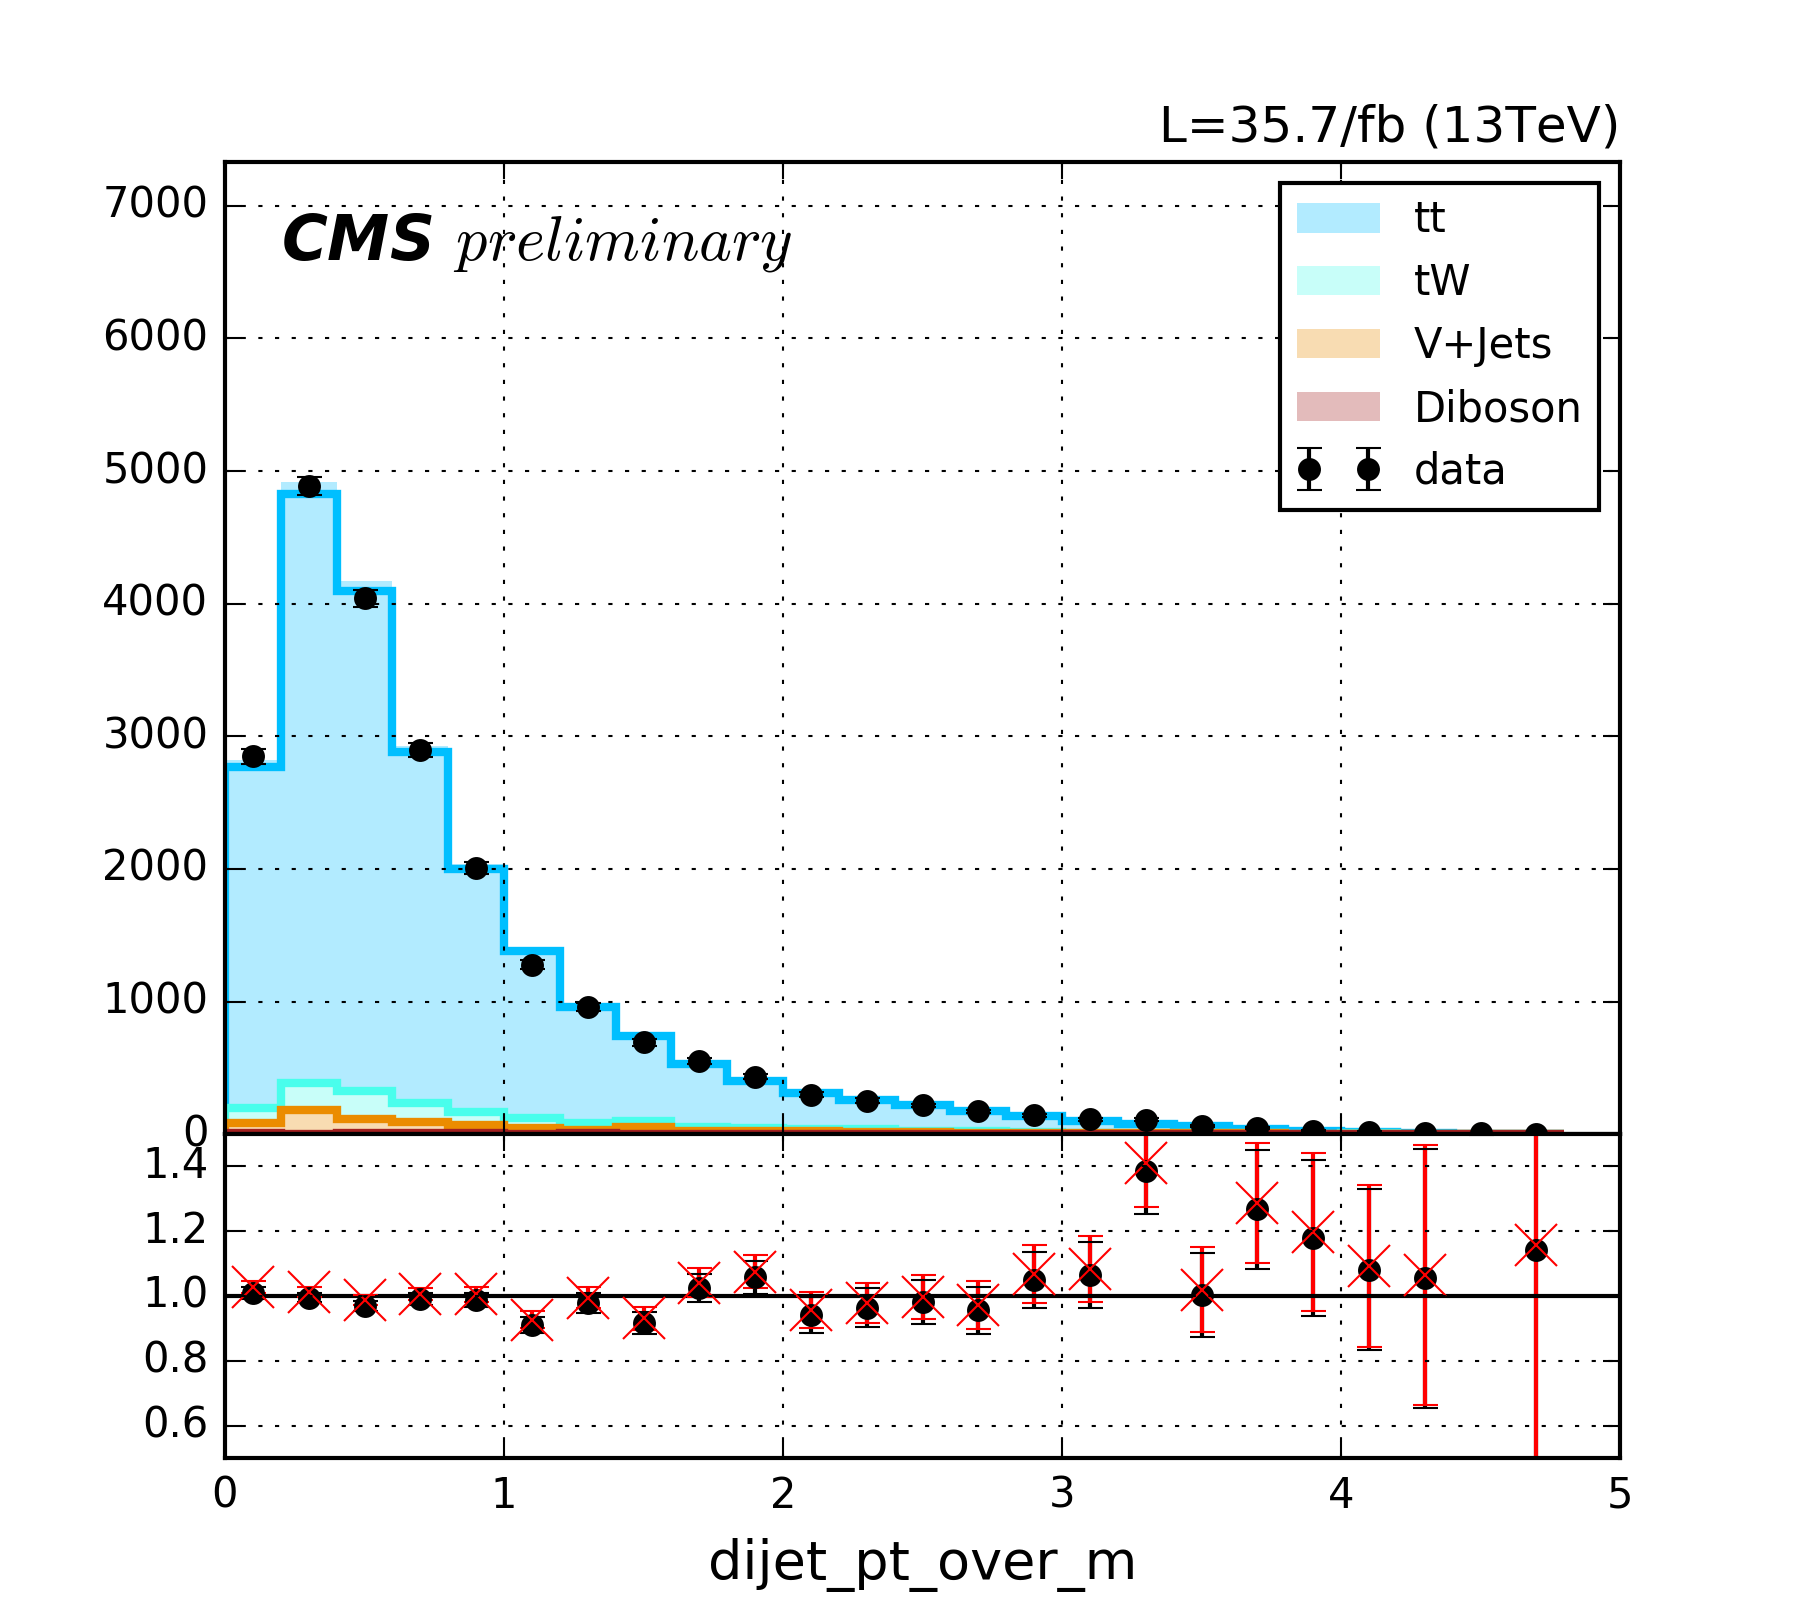 L=35.7/fb (13TeV)
CMS preliminary
7000
6000
5000
4000
3000
2000
1000
0
tt
tW
V+Jets
Diboson
data
1.4
1.2
1.0
0.8
0.6
0 1 2 3 4 5
dijet_pt_over_m